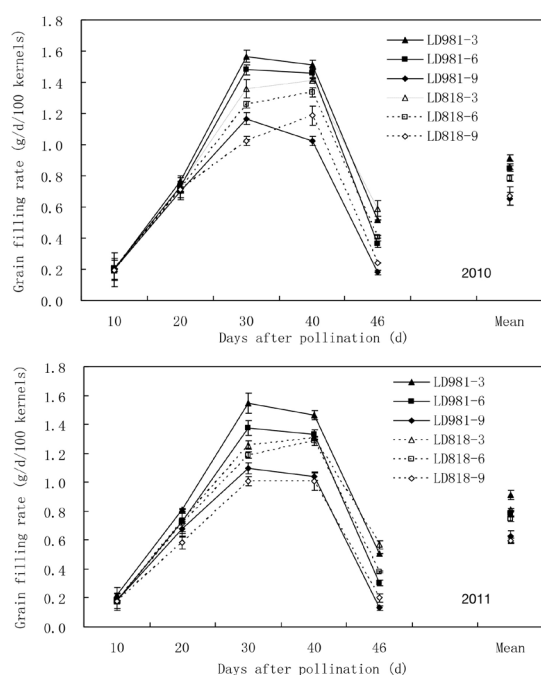 Grain filling rate (g/d/100 kernels)
1.8
1.6
1.4
1.2
1.0
0.8
0.6
0.4
0.2
0.0
LD981-3
LD981-6
LD981-9
LD818-3
LD818-6
LD818-9
2010
10 20 30 40 46 Mean
Days after pollination (d)
Grain filling rate (g/d/100 kernels)
1.8
1.6
1.4
1.2
1.0
0.8
0.6
0.4
0.2
0.0
LD981-3
LD981-6
LD981-9
LD818-3
LD818-6
LD818-9
2011
10 20 30 40 46 Mean
Days after pollination (d)